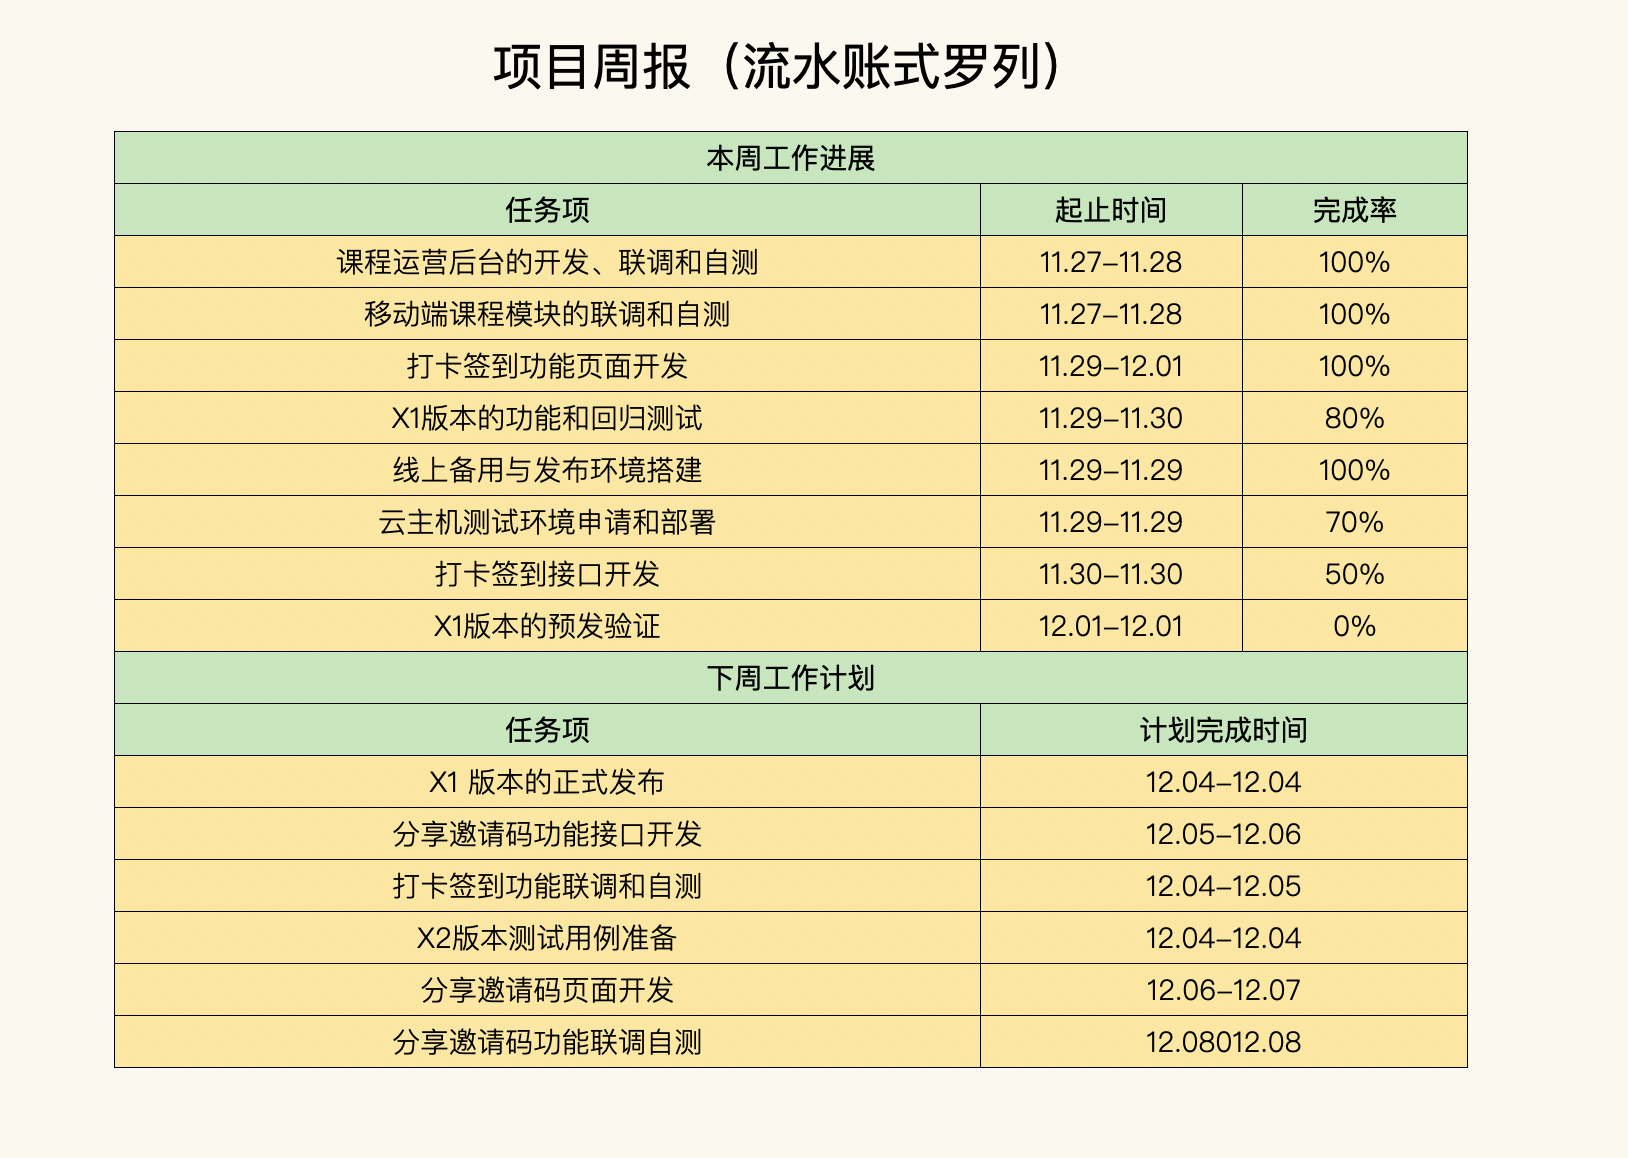 项目周报（流水账式罗列）
本周工作进展
任务项 起止时间 完成率
课程运营后台的开发、联调和自测 11.27–11.28 100%
移动端课程模块的联调和自测 11.27–11.28 100%
打卡签到功能页面开发 11.29–12.01 100%
X1版本的功能和回归测试 11.29–11.30 80%
线上备用与发布环境搭建 11.29–11.29 100%
云主机测试环境申请和部署 11.29–11.29 70%
打卡签到接口开发 11.30–11.30 50%
X1版本的预发验证 12.01–12.01 0%
下周工作计划
任务项 计划完成时间
X1 版本的正式发布 12.04–12.04
分享邀请码功能接口开发 12.05–12.06
打卡签到功能联调和自测 12.04–12.05
X2版本测试用例准备 12.04–12.04
分享邀请码页面开发 12.06–12.07
分享邀请码功能联调自测 12.08012.08